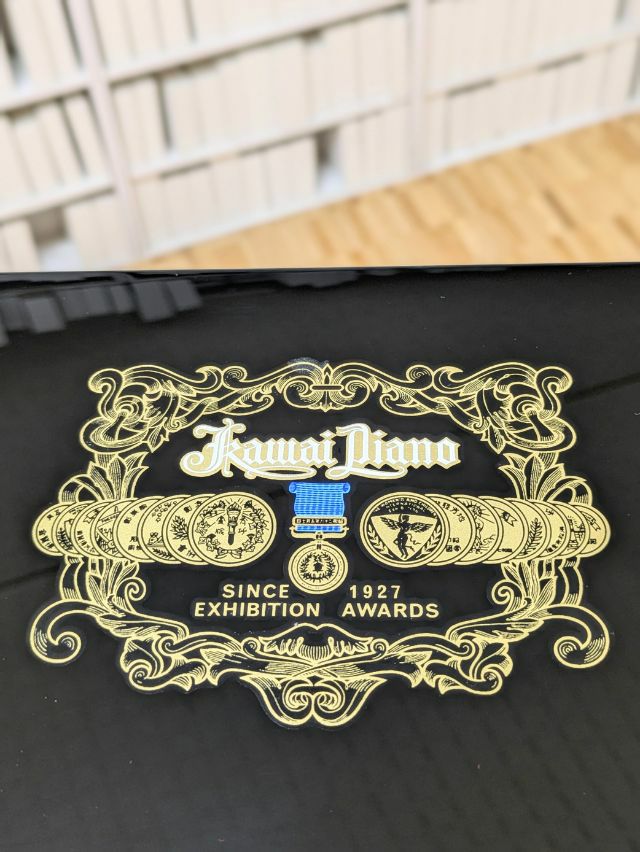 Kawai Piano
SINCE 1927
EXHIBITION AWARDS